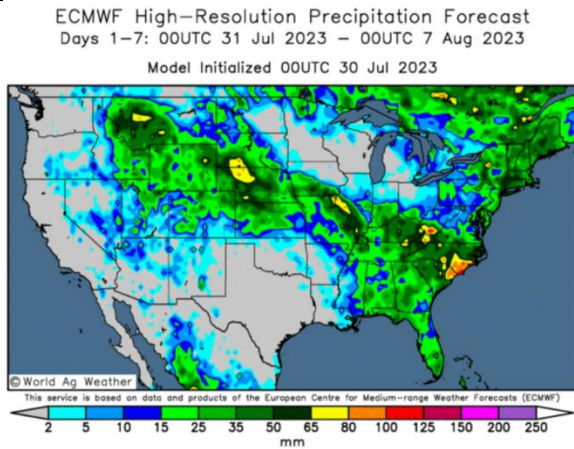 ECMWF High-Resolution Precipitation Forecast
Days 1-7: 00UTC 31 Jul 2023 - 00UTC 7 Aug 2023
Model Initialized 00UTC 30 Jul 2023
© World Ag Weather
This service is based on data and products of the European Centre for Medium-range Weather Forecasts (ECMWF)
2 5 10 15 25 35 50 65 80 100 125 150 200 250
mm